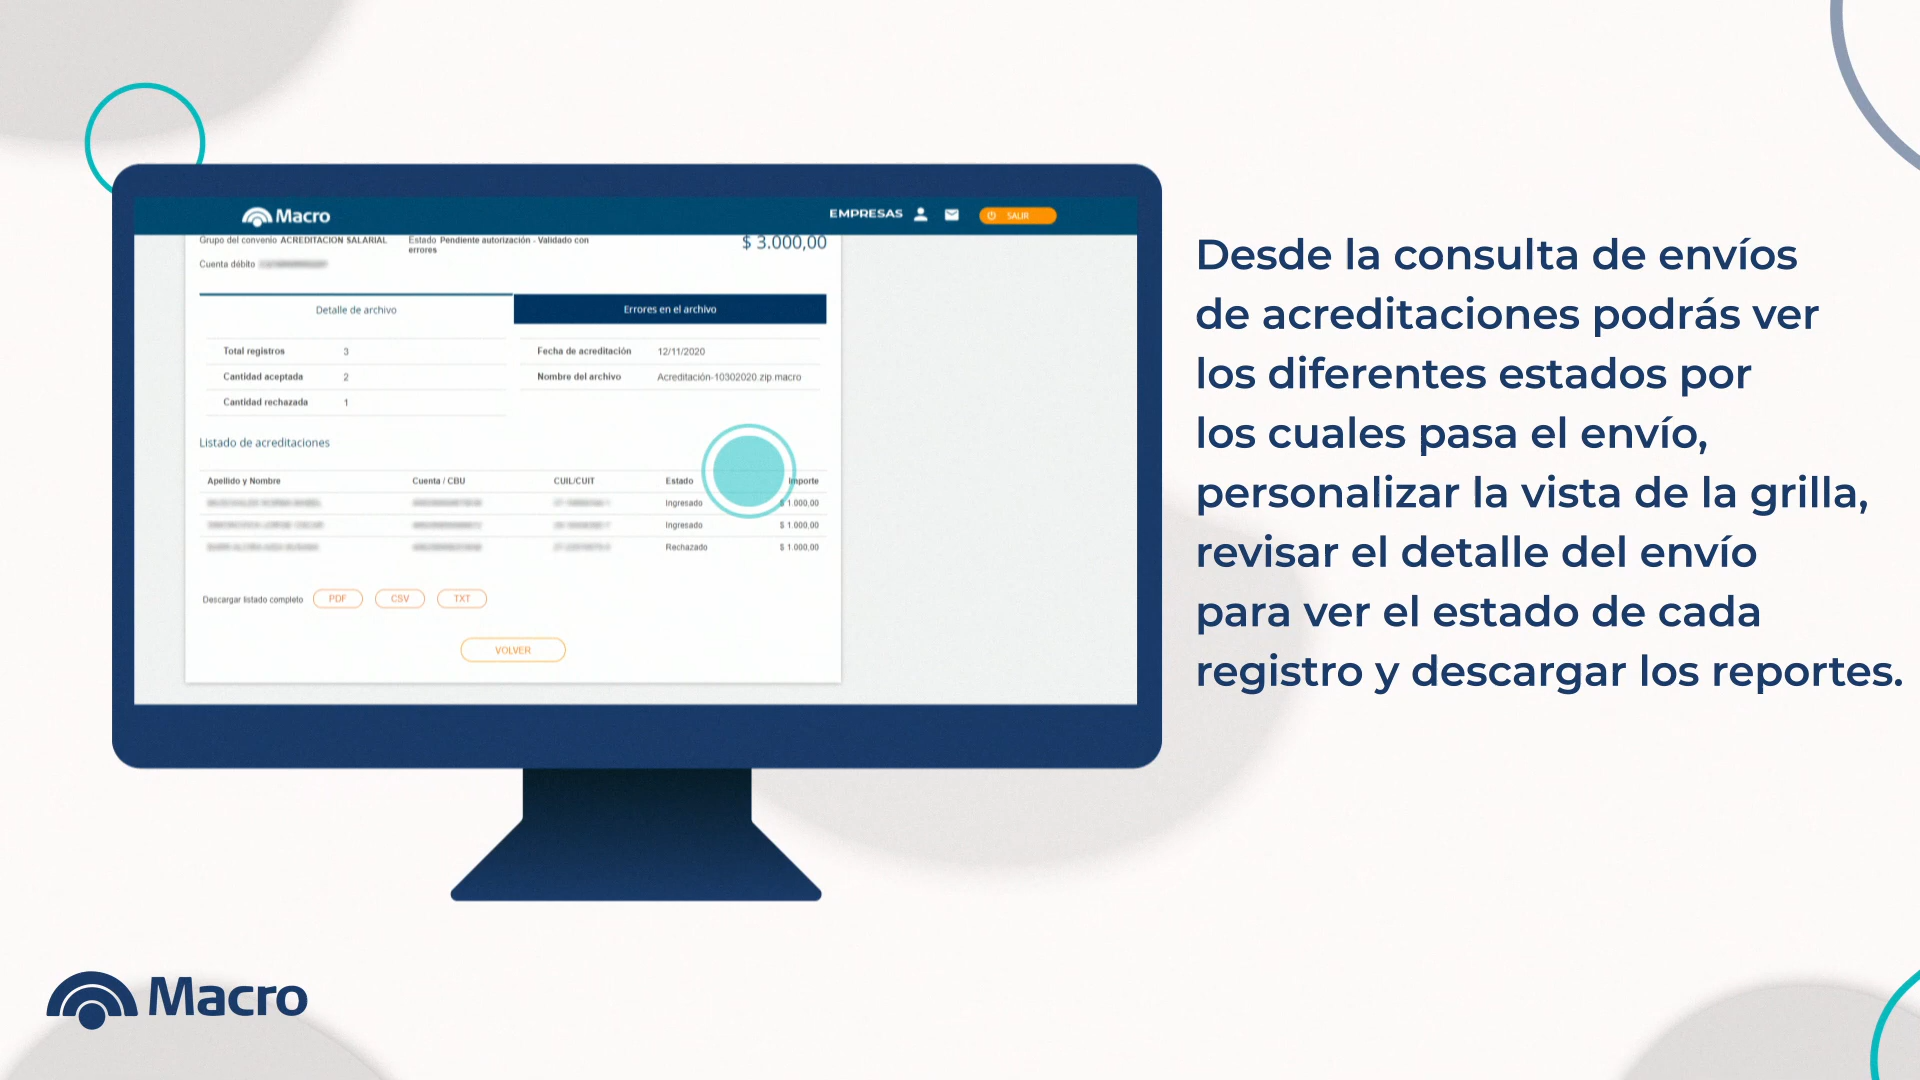 Macro
EMPRESAS
SALIR
Grupo del convenio ACREDITACION SALARIAL
Estado Pendiente autorización - Validado con
errores
$ 3.000,00
Cuenta débito
Detalle de archivo
Errores en el archivo
Total registros 3
Fecha de acreditación 12/11/2020
Cantidad aceptada 2
Nombre del archivo Acreditación-10302020.zip.macro
Cantidad rechazada 1
Listado de acreditaciones
Apellido y Nombre Cuenta / CBU CUIL/CUIT Estado Importe
Ingresado $ 1.000,00
Ingresado $ 1.000,00
Rechazado $ 1.000,00
Descargar listado completo PDF CSV TXT
VOLVER
Desde la consulta de envíos
de acreditaciones podrás ver
los diferentes estados por
los cuales pasa el envío,
personalizar la vista de la grilla,
revisar el detalle del envío
para ver el estado de cada
registro y descargar los reportes.
Macro